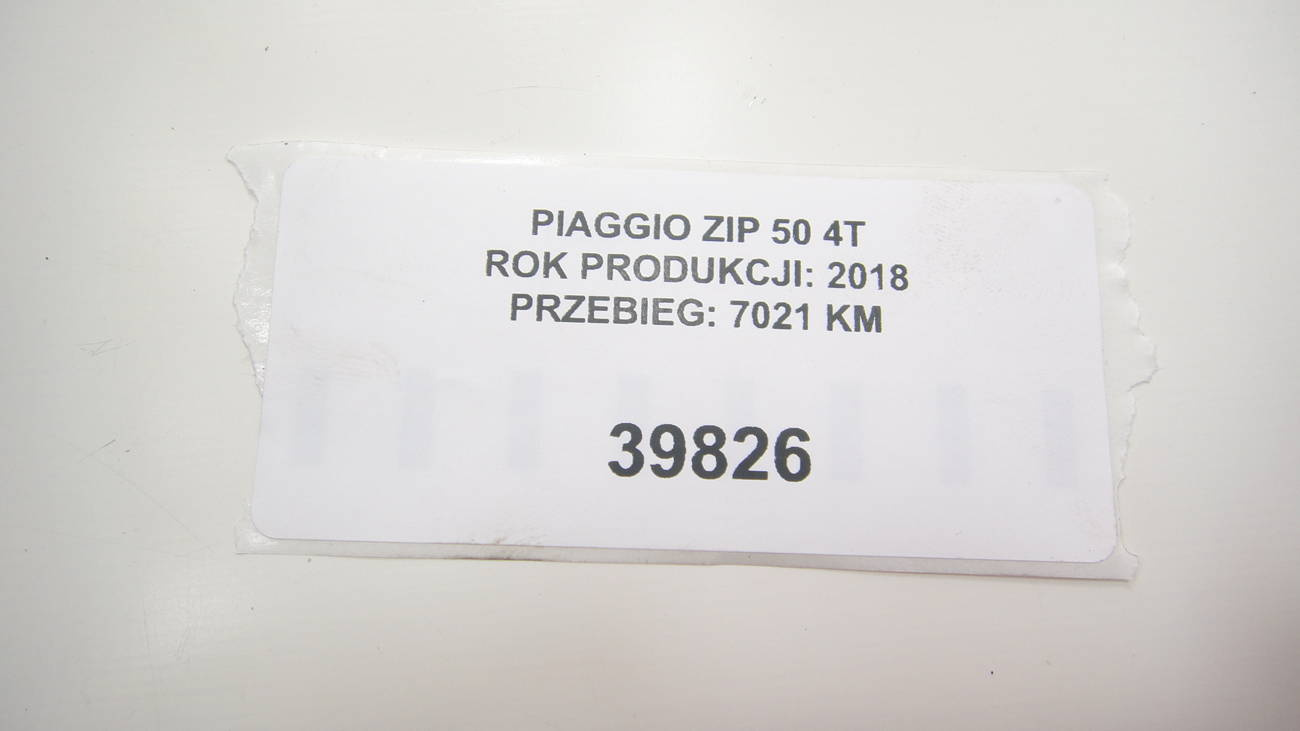 PIAGGIO ZIP 50 4T
ROK PRODUKCJI: 2018
PRZEBIEG: 7021 KM
39826